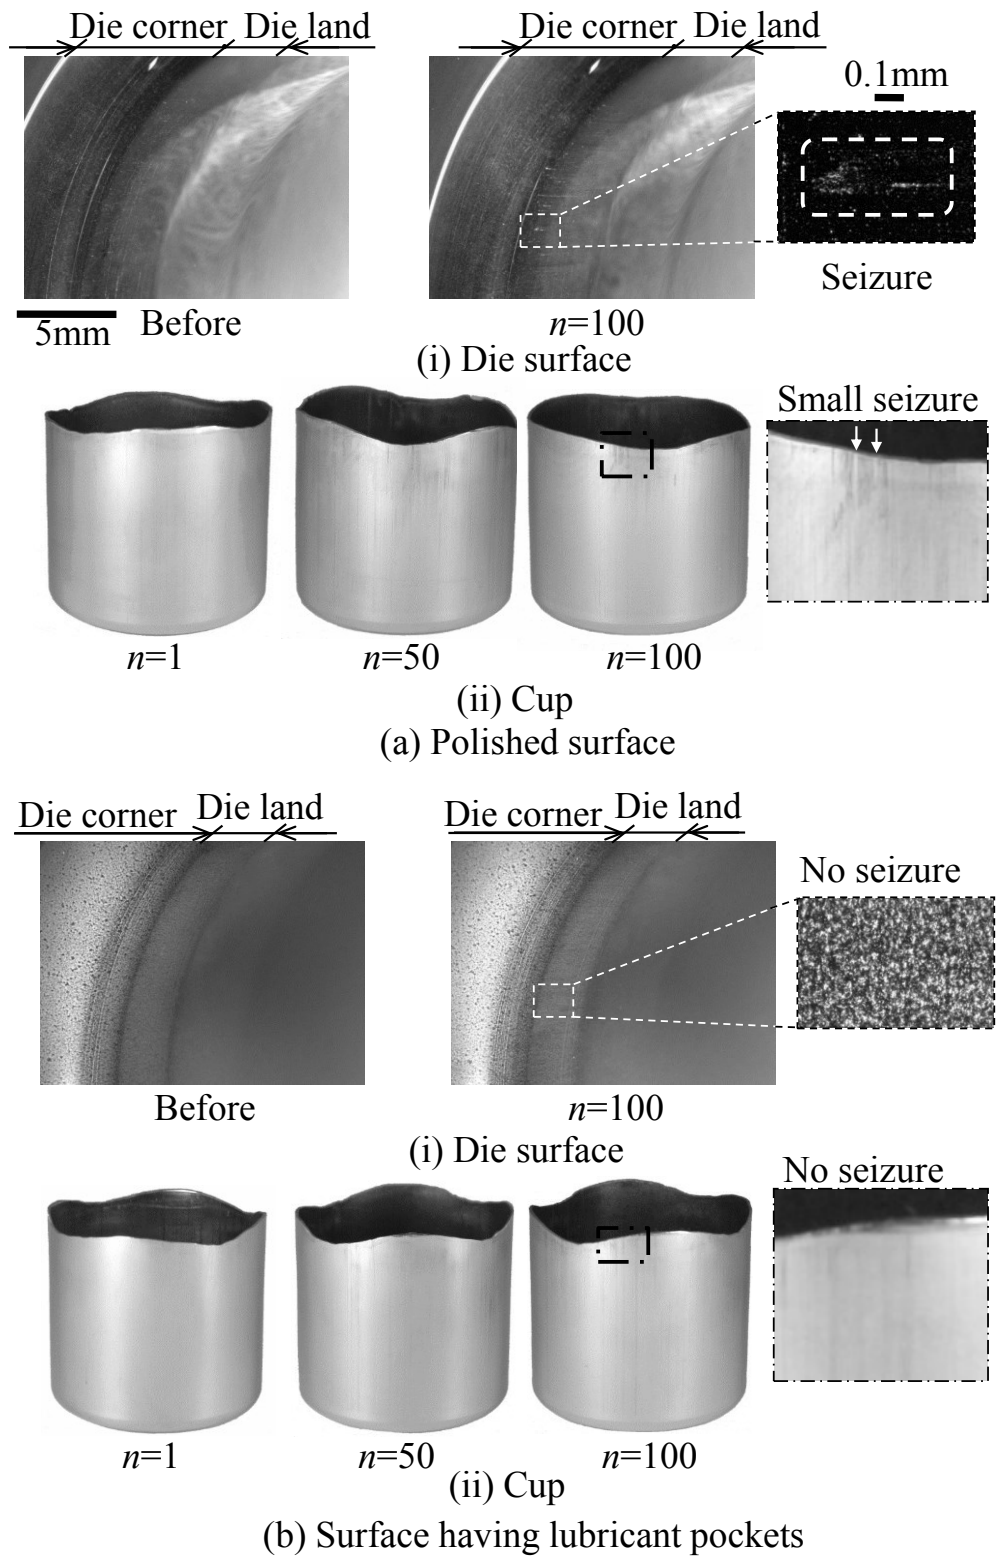 Die corner Die land
Die corner Die land
0.1mm
Seizure
5mm
Before
n=100
(i) Die surface
Small seizure
n=1
n=50
n=100
(ii) Cup
(a) Polished surface
Die corner Die land
Die corner Die land
No seizure
Before
n=100
(i) Die surface
No seizure
n=1
n=50
n=100
(ii) Cup
(b) Surface having lubricant pockets